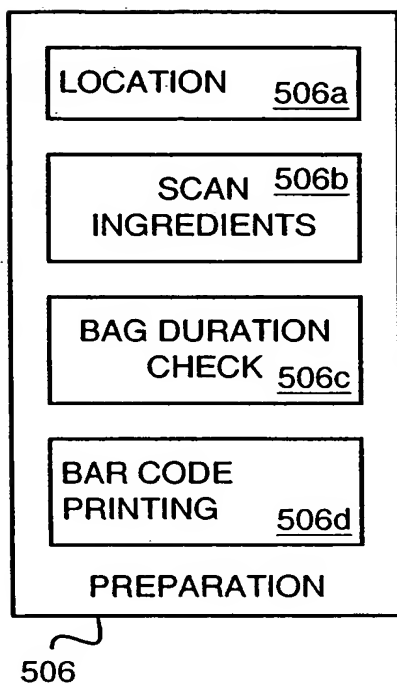 LOCATION 506a
SCAN 506b
INGREDIENTS
BAG DURATION
CHECK 506c
BAR CODE
PRINTING 506d
PREPARATION
506